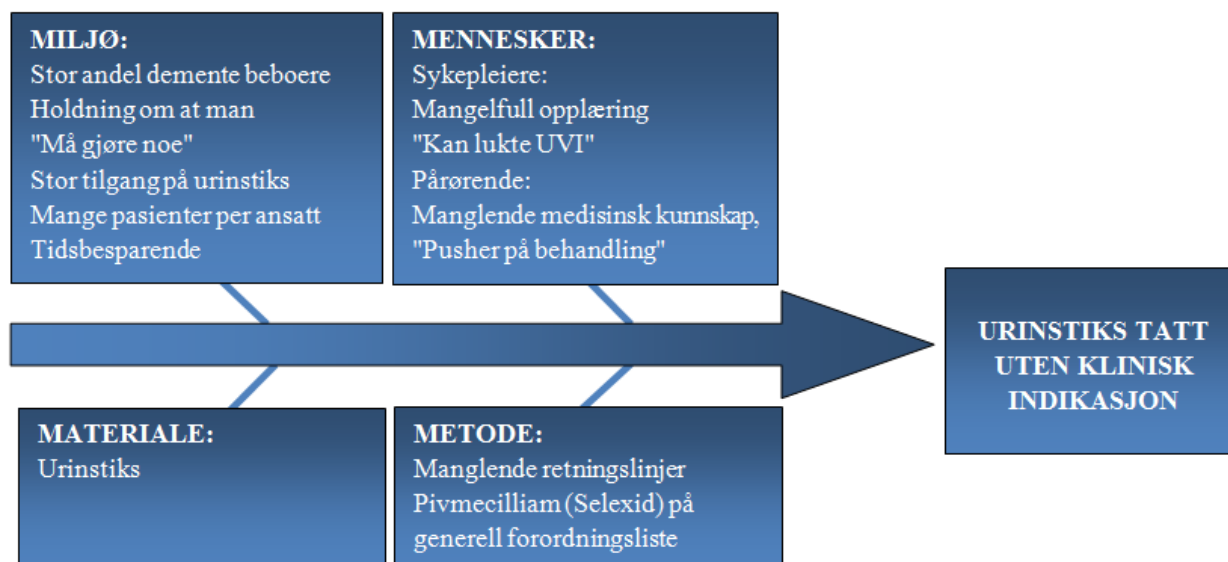 MILJØ:
Stor andel demente beboere
Holdning om at man
"Må gjøre noe"
Stor tilgang på urinstiks
Mange pasienter per ansatt
Tidsbesparende
MENNESKER:
Sykepleiere:
Mangelfull opplæring
"Kan lukte UVI"
Pårørende:
Manglende medisinsk kunnskap,
"Pusher på behandling"
URINSTIKS TATT
UTEN KLINISK
INDIKASJON
MATERIALE:
Urinstiks
METODE:
Manglende retningslinjer
Pivmecilliam (Selexid) på
generell forordningsliste